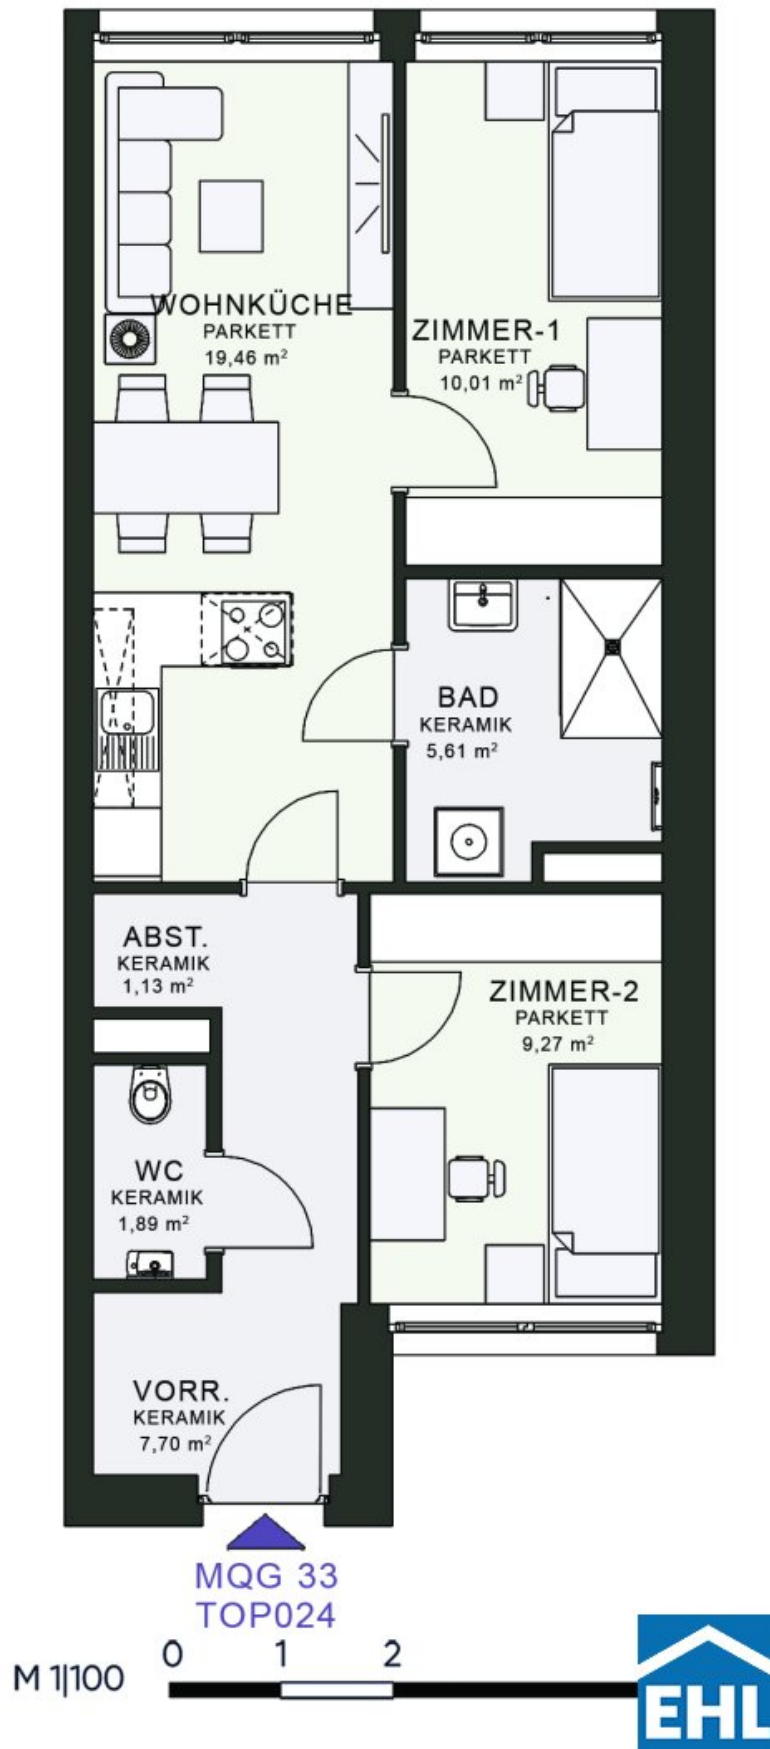 WOHNKÜCHE
PARKETT
19,46 m²
ZIMMER-1
PARKETT
10,01 m²
BAD
KERAMIK
5,61 m²
ABST.
KERAMIK
1,13 m²
ZIMMER-2
PARKETT
9,27 m²
WC
KERAMIK
1,89 m²
VORR.
KERAMIK
7,70 m²
MQG 33
TOP024
M 1|100
0 1 2
EHL